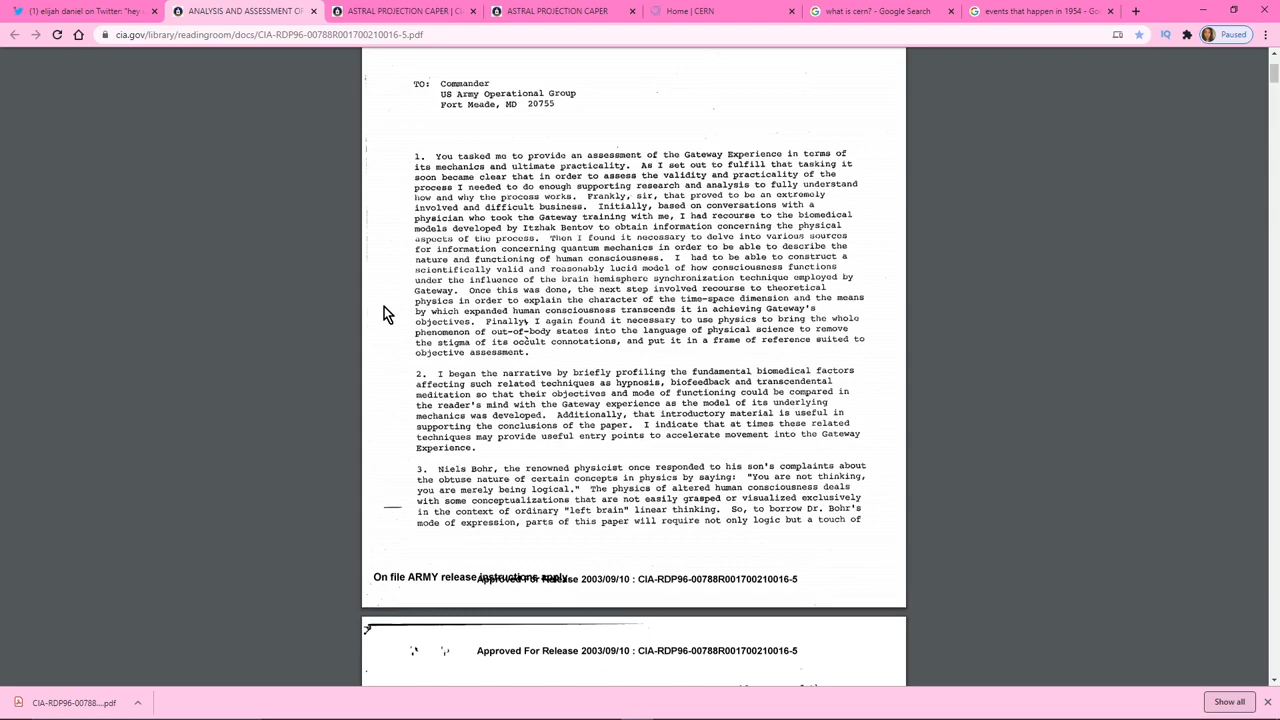 (1) elijah daniel on Twitter: "hey
ANALYSIS AND ASSESSMENT OF
ASTRAL PROJECTION CAPER | C
ASTRAL PROJECTION CAPER
Home | CERN
what is cern? - Google Search
events that happen in 1954 - Goo
cia.gov/library/readingroom/docs/CIA-RDP96-00788R001700210016-5.pdf
Paused
TO: Commander
US Army Operational Group
Fort Meade, MD 20755
1. You tasked me to provide an assessment of the Gateway Experience in terms of
its mechanics and ultimate practicality. As I set out to fulfill that tasking it
soon became clear that in order to assess the validity and practicality of the
process I needed to do enough supporting research and analysis to fully understand
how and why the process works. Frankly, sir, that proved to be an extremely
involved and difficult business. Initially, based on conversations with a
physician who took the Gateway training with me, I had recourse to the biomedical
models developed by Itzhak Bentov to obtain information concerning the physical
aspects of the process. Then I found it necessary to delve into various sources
for information concerning quantum mechanics in order to be able to describe the
nature and functioning of human consciousness. I had to be able to construct a
scientifically valid and reasonably lucid model of how consciousness functions
under the influence of the brain hemisphere synchronization technique employed by
Gateway. Once this was done, the next step involved recourse to theoretical
physics in order to explain the character of the time-space dimension and the means
by which expanded human consciousness transcends it in achieving Gateway's
objectives. Finally, I again found it necessary to use physics to bring the whole
phenomenon of out-of-body states into the language of physical science to remove
the stigma of its occult connotations, and put it in a frame of reference suited to
objective assessment.
2. I began the narrative by briefly profiling the fundamental biomedical factors
affecting such related techniques as hypnosis, biofeedback and transcendental
meditation so that their objectives and mode of functioning could be compared in
the reader's mind with the Gateway experience as the model of its underlying
mechanics was developed. Additionally, that introductory material is useful in
supporting the conclusions of the paper. I indicate that at times these related
techniques may provide useful entry points to accelerate movement into the Gateway
Experience.
3. Niels Bohr, the renowned physicist once responded to his son's complaints about
the obtuse nature of certain concepts in physics by saying: "You are not thinking,
you are merely being logical." The physics of altered human consciousness deals
with some conceptualizations that are not easily grasped or visualized exclusively
in the context of ordinary "left brain" linear thinking. So, to borrow Dr. Bohr's
mode of expression, parts of this paper will require not only logic but a touch of
On file ARMY release instructions apply.
Approved For Release 2003/09/10 : CIA-RDP96-00788R001700210016-5
Approved For Release 2003/09/10 : CIA-RDP96-00788R001700210016-5
CIA-RDP96-00788....pdf
Show all